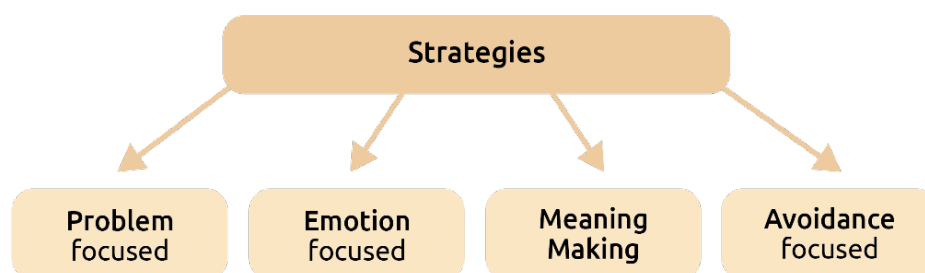 Strategies
Problem
focused
Emotion
focused
Meaning
Making
Avoidance
focused